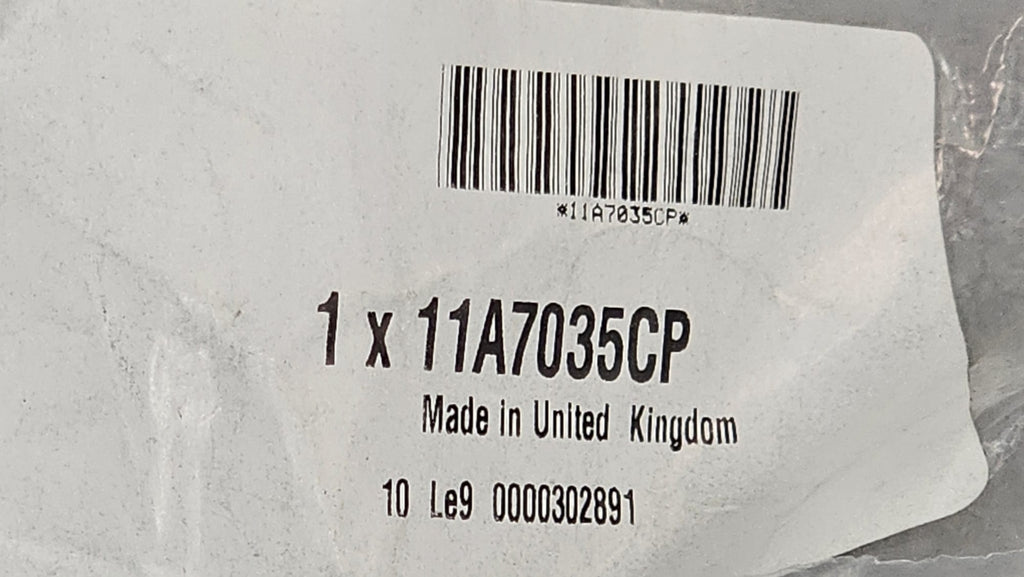 *11A7035CP*
1 x 11A7035CP
Made in United Kingdom
10 Le9 0000302891